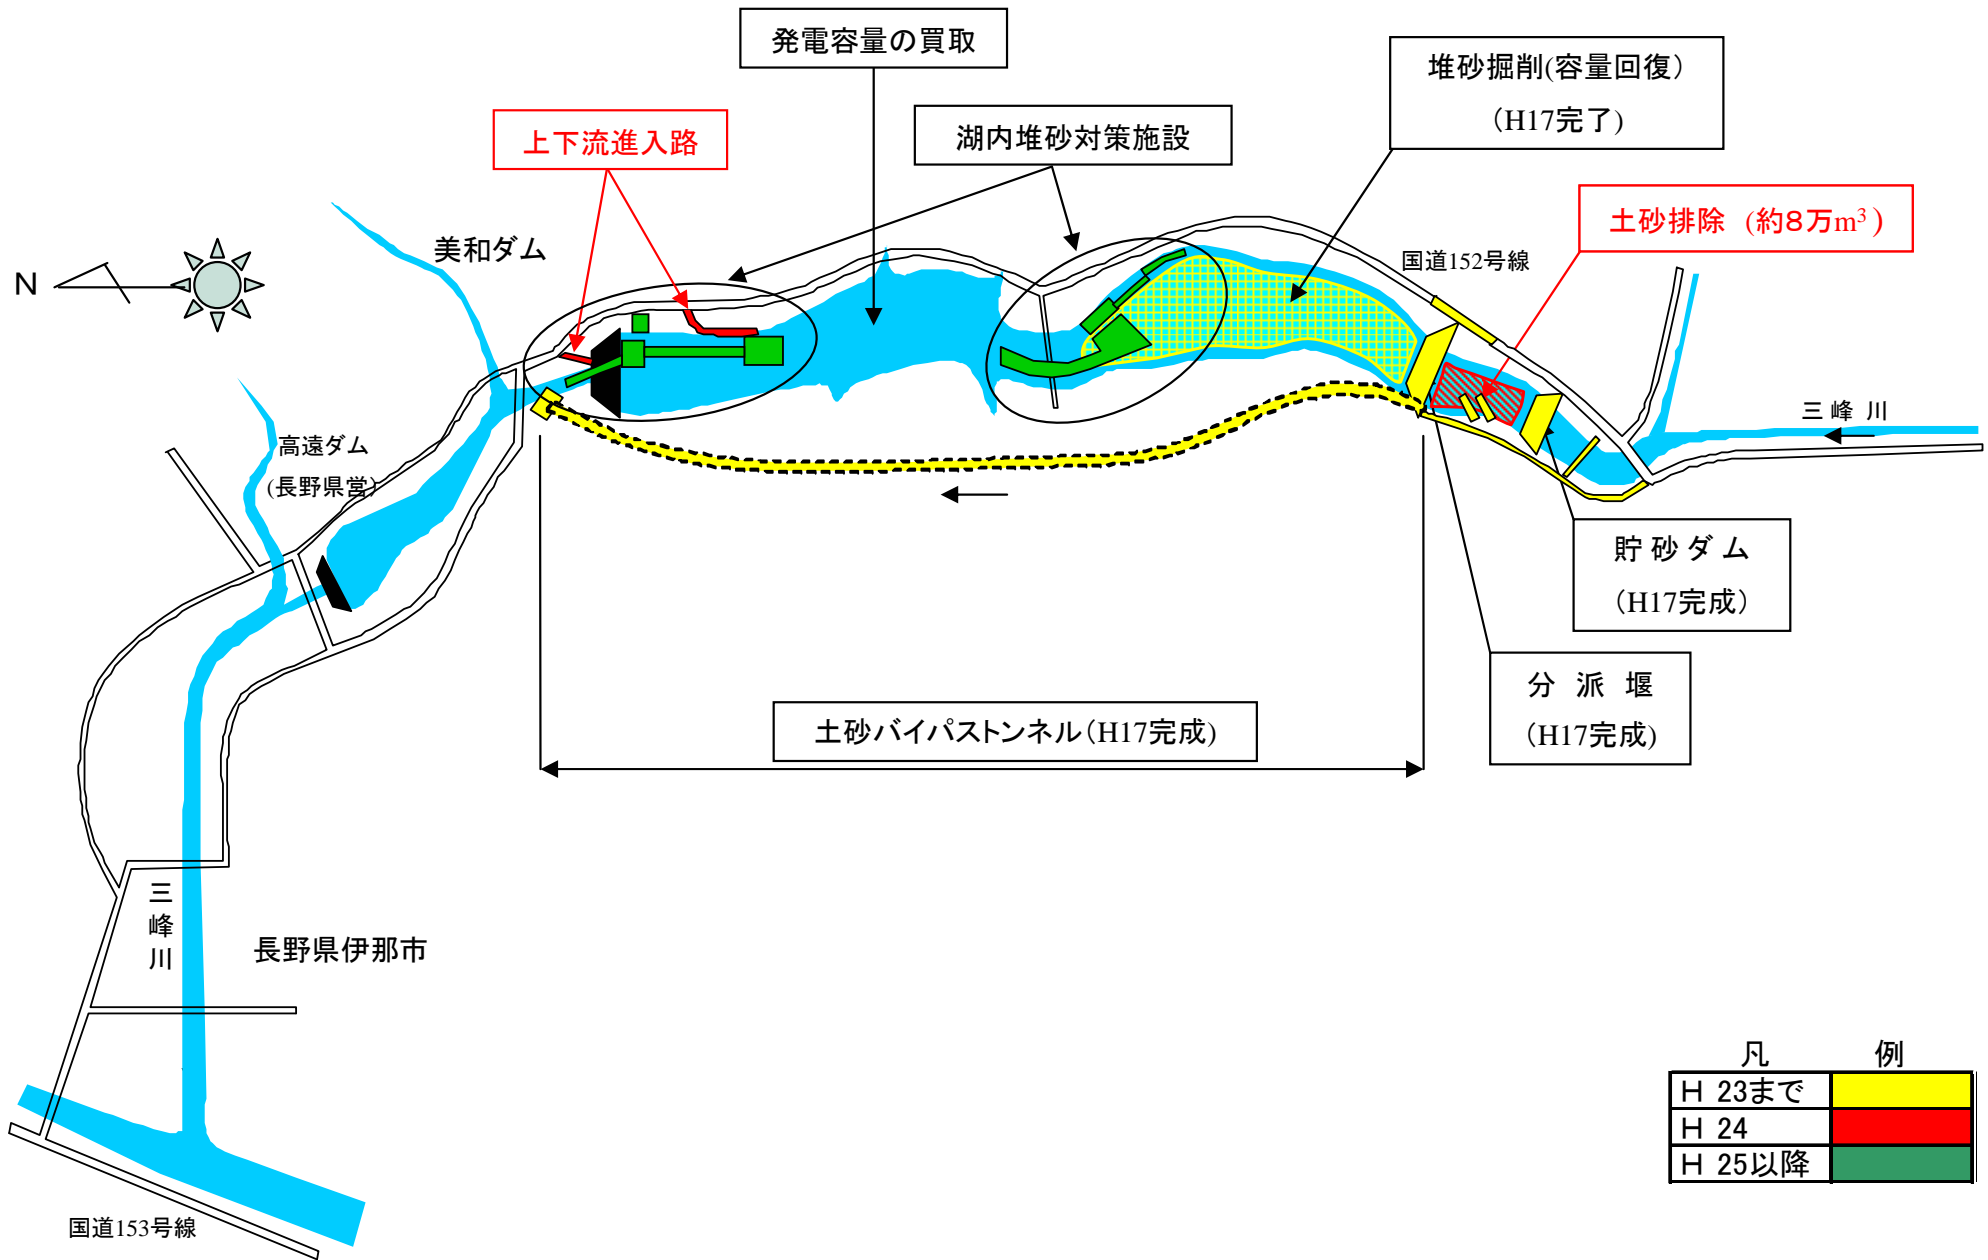 発電容量の買取
堆砂掘削(容量回復)
(H17完了)
上下流進入路
湖内堆砂対策施設
土砂排除 (約8万m³)
美和ダム
国道152号線
N
三峰川
高遠ダム
(長野県営)
貯砂ダム
(H17完成)
分派堰
(H17完成)
土砂バイパストンネル(H17完成)
三峰川
長野県伊那市
国道153号線
凡例
H 23まで
H 24
H 25以降